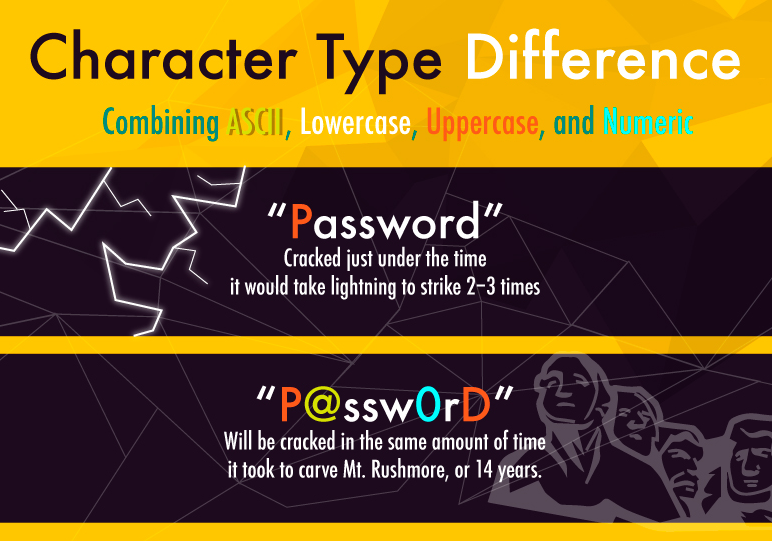 Character Type Difference
Combining ASCII, Lowercase, Uppercase, and Numeric
“Password”
Cracked just under the time
it would take lightning to strike 2–3 times
“P@ssw0rD”
Will be cracked in the same amount of time
it took to carve Mt. Rushmore, or 14 years.